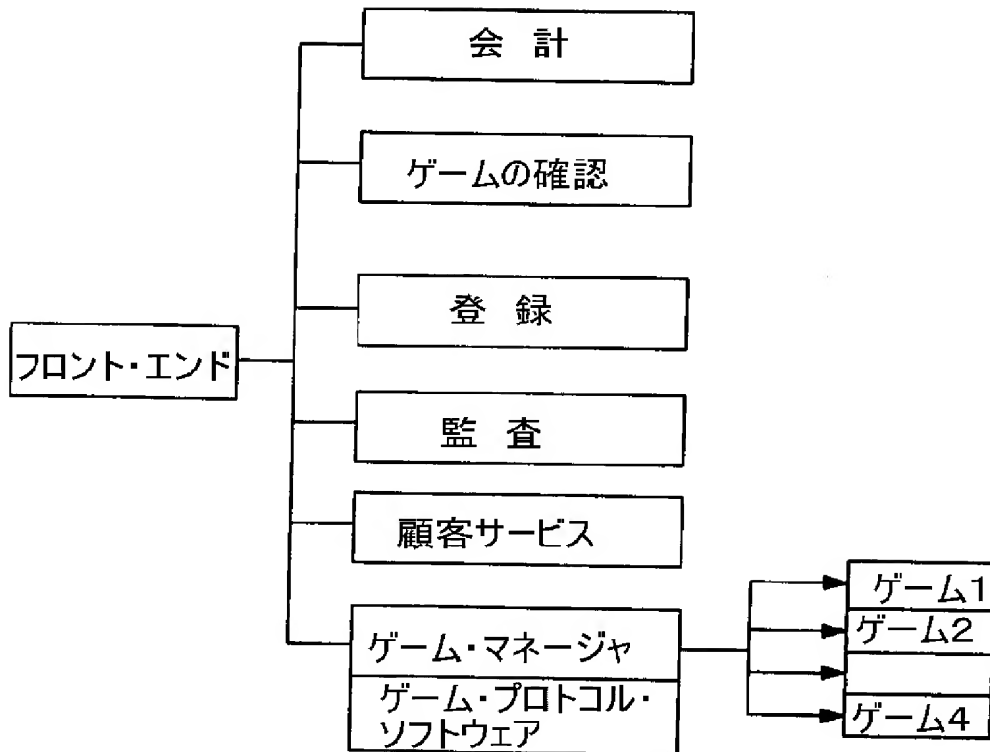 会 計
ゲームの確認
登 録
フロント・エンド
監 査
顧客サービス
ゲーム・マネージャ
ゲーム・プロトコル・
ソフトウェア
ゲーム1
ゲーム2
ゲーム4